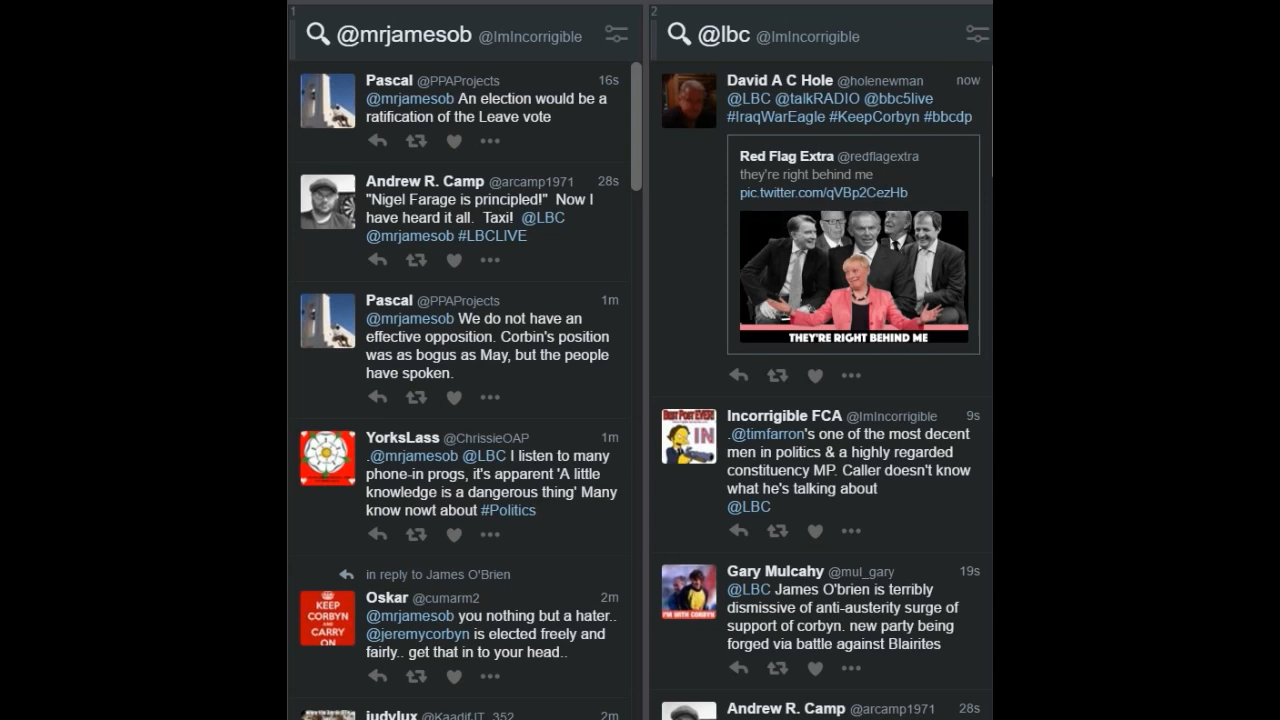 1
@mrjamesob @ImIncorrigible
Pascal @PPAProjects 16s
@mrjamesob An election would be a
ratification of the Leave vote
Andrew R. Camp @arcamp1971 28s
"Nigel Farage is principled!" Now I
have heard it all. Taxi! @LBC
@mrjamesob #LBCLIVE
Pascal @PPAProjects 1m
@mrjamesob We do not have an
effective opposition. Corbin's position
was as bogus as May, but the people
have spoken.
YorksLass @ChrissieOAP 1m
.@mrjamesob @LBC I listen to many
phone-in progs, it's apparent 'A little
knowledge is a dangerous thing' Many
know nowt about #Politics
in reply to James O'Brien
KEEP
CORBYN
AND
CARRY
ON
Oskar @cumarm2 2m
@mrjamesob you nothing but a hater..
@jeremycorbyn is elected freely and
fairly.. get that in to your head..
judylux @KaadifJT_352 2m
2
@lbc @ImIncorrigible
David A C Hole @holenewman now
@LBC @talkRADIO @bbc5live
#IraqWarEagle #KeepCorbyn #bbcdp
Red Flag Extra @redflagextra
they're right behind me
pic.twitter.com/qVBp2CezHb
THEY'RE RIGHT BEHIND ME
BEST POST EVER!
IN
Incorrigible FCA @ImIncorrigible 9s
.@timfarron's one of the most decent
men in politics & a highly regarded
constituency MP. Caller doesn't know
what he's talking about
@LBC
I'M WITH CORBYN
Gary Mulcahy @mul_gary 19s
@LBC James O'brien is terribly
dismissive of anti-austerity surge of
support of corbyn. new party being
forged via battle against Blairites
Andrew R. Camp @arcamp1971 28s